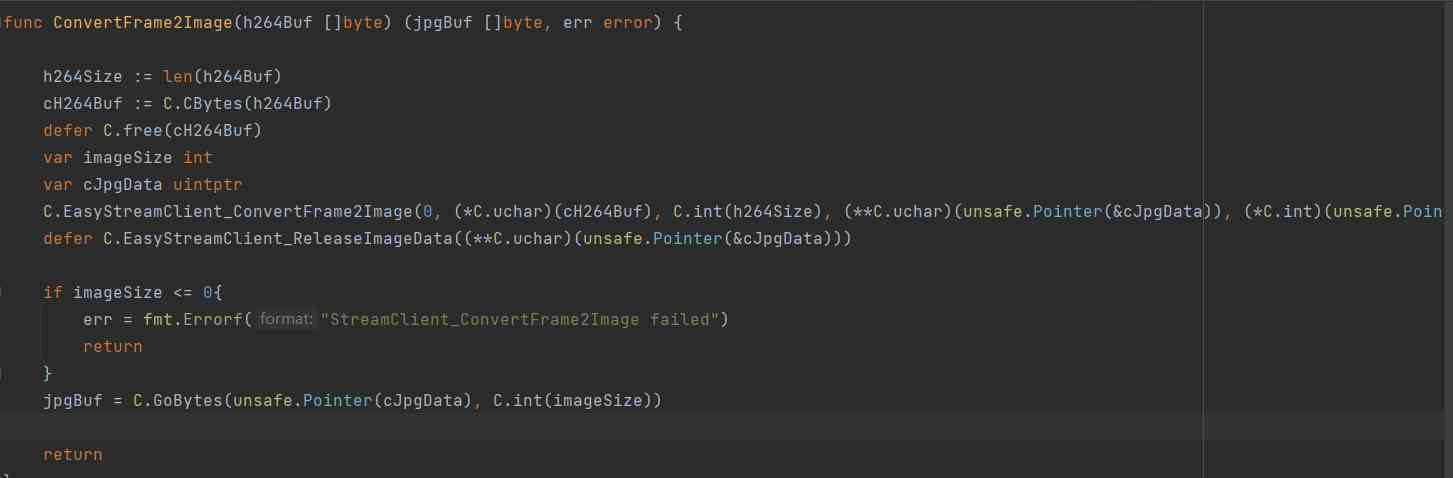 func ConvertFrame2Image(h264Buf []byte) (jpgBuf []byte, err error) {
h264Size := len(h264Buf)
cH264Buf := C.CBytes(h264Buf)
defer C.free(cH264Buf)
var imageSize int
var cJpgData uintptr
C.EasyStreamClient_ConvertFrame2Image(0, (*C.uchar)(cH264Buf), C.int(h264Size), (**C.uchar)(unsafe.Pointer(&cJpgData)), (*C.int)(unsafe.Poin
defer C.EasyStreamClient_ReleaseImageData((**C.uchar)(unsafe.Pointer(&cJpgData)))
if imageSize <= 0{
err = fmt.Errorf( format: "StreamClient_ConvertFrame2Image failed")
return
}
jpgBuf = C.GoBytes(unsafe.Pointer(cJpgData), C.int(imageSize))
return